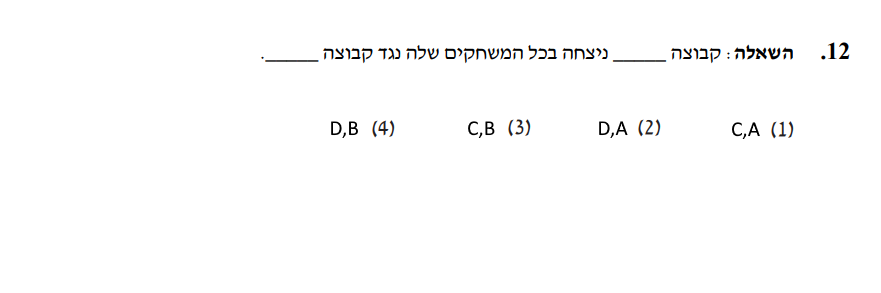 12. השאלה: קבוצה _____ ניצחה בכל המשחקים שלה נגד קבוצה _____.
(1) C,A (2) D,A (3) C,B (4) D,B